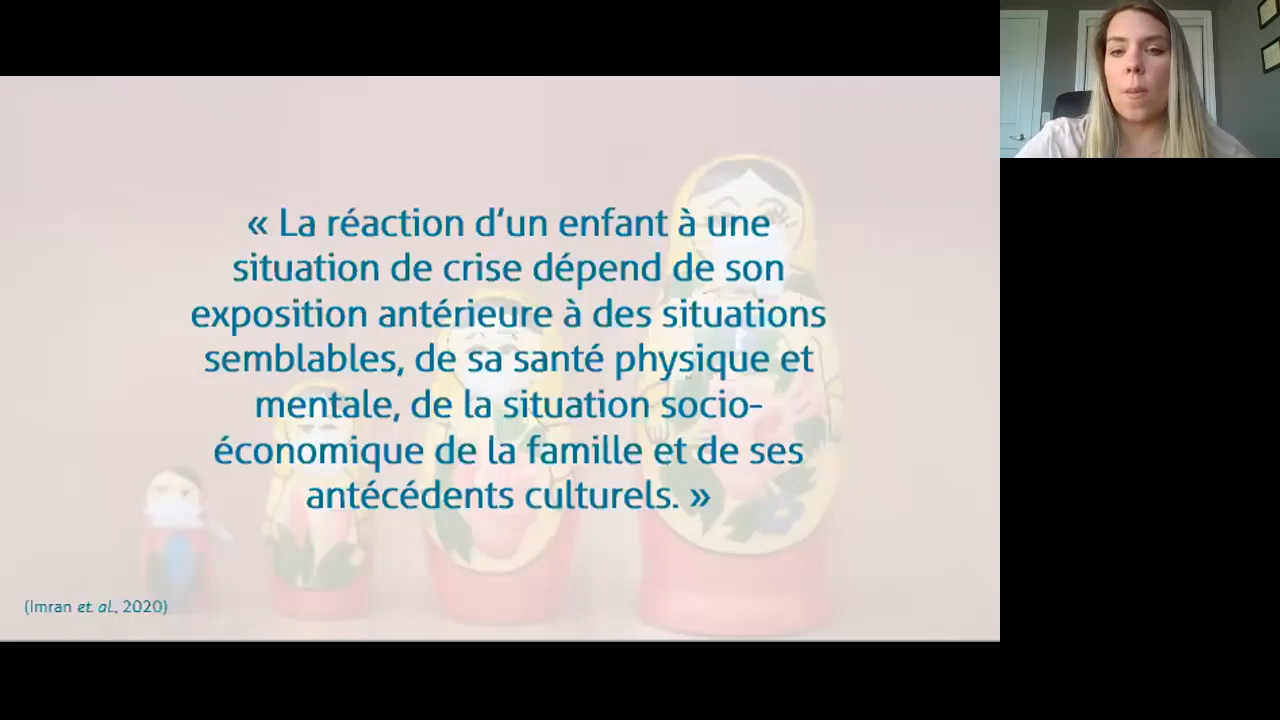 « La réaction d’un enfant à une
situation de crise dépend de son
exposition antérieure à des situations
semblables, de sa santé physique et
mentale, de la situation socio-
économique de la famille et de ses
antécédents culturels. »
(Imran et. al., 2020)